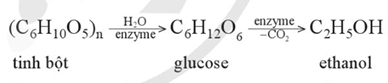 (C₆H₁₀O₅)ₙ —H₂O/enzyme→ C₆H₁₂O₆ —enzyme/−CO₂→ C₂H₅OH
tinh bột glucose ethanol